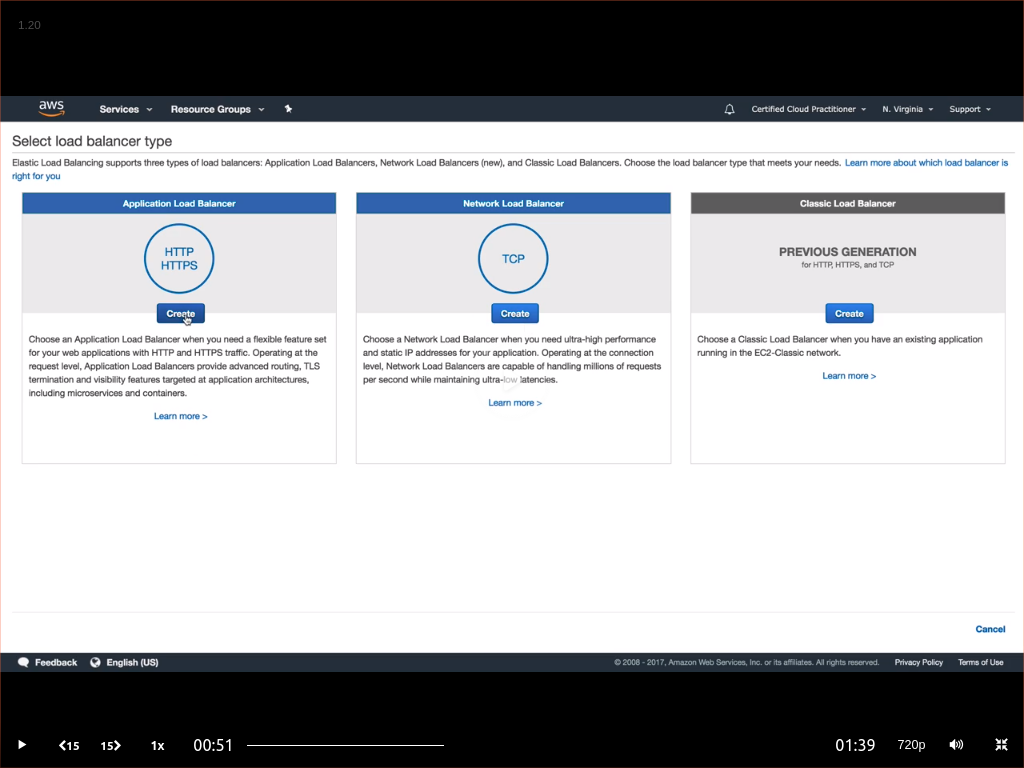 1.20
aws
Services
Resource Groups
Certified Cloud Practitioner
N. Virginia
Support
Select load balancer type
Elastic Load Balancing supports three types of load balancers: Application Load Balancers, Network Load Balancers (new), and Classic Load Balancers. Choose the load balancer type that meets your needs. Learn more about which load balancer is
right for you
Application Load Balancer
HTTP
HTTPS
Create
Choose an Application Load Balancer when you need a flexible feature set
for your web applications with HTTP and HTTPS traffic. Operating at the
request level, Application Load Balancers provide advanced routing, TLS
termination and visibility features targeted at application architectures,
including microservices and containers.
Learn more >
Network Load Balancer
TCP
Create
Choose a Network Load Balancer when you need ultra-high performance
and static IP addresses for your application. Operating at the connection
level, Network Load Balancers are capable of handling millions of requests
per second while maintaining ultra-low latencies.
Learn more >
Classic Load Balancer
PREVIOUS GENERATION
for HTTP, HTTPS, and TCP
Create
Choose a Classic Load Balancer when you have an existing application
running in the EC2-Classic network.
Learn more >
Cancel
Feedback
English (US)
© 2008 - 2017, Amazon Web Services, Inc. or its affiliates. All rights reserved.
Privacy Policy
Terms of Use
15
15
1x
00:51
01:39
720p